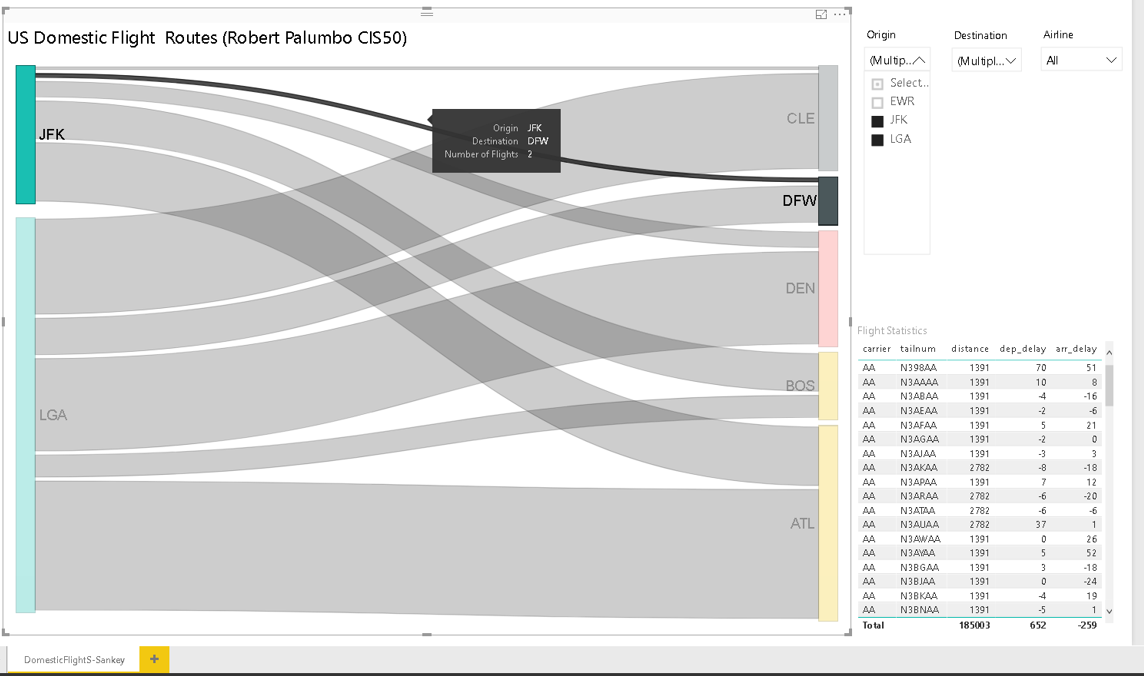 US Domestic Flight Routes (Robert Palumbo CIS50)
JFK
LGA
Origin JFK
Destination DFW
Number of Flights 2
CLE
DFW
DEN
BOS
ATL
Origin
(Multip...
Select..
EWR
JFK
LGA
Destination
(Multipl...
Airline
All
Flight Statistics
carrier tailnum distance dep_delay arr_delay
AA N398AA 1391 70 51
AA N3AAAA 1391 10 8
AA N3ABAA 1391 -4 -16
AA N3AEAA 1391 -2 -6
AA N3AFAA 1391 5 21
AA N3AGAA 1391 -2 0
AA N3AJAA 1391 -3 3
AA N3AKAA 2782 -8 -18
AA N3APAA 1391 7 12
AA N3ARAA 2782 -6 -20
AA N3ATAA 2782 -6 -6
AA N3AUAA 2782 37 1
AA N3AWAA 1391 0 26
AA N3AYAA 1391 5 52
AA N3BGAA 1391 3 -18
AA N3BJAA 1391 0 -24
AA N3BKAA 1391 -4 19
AA N3BNAA 1391 -5 1
Total 185003 652 -259
DomesticFlightS-Sankey
+